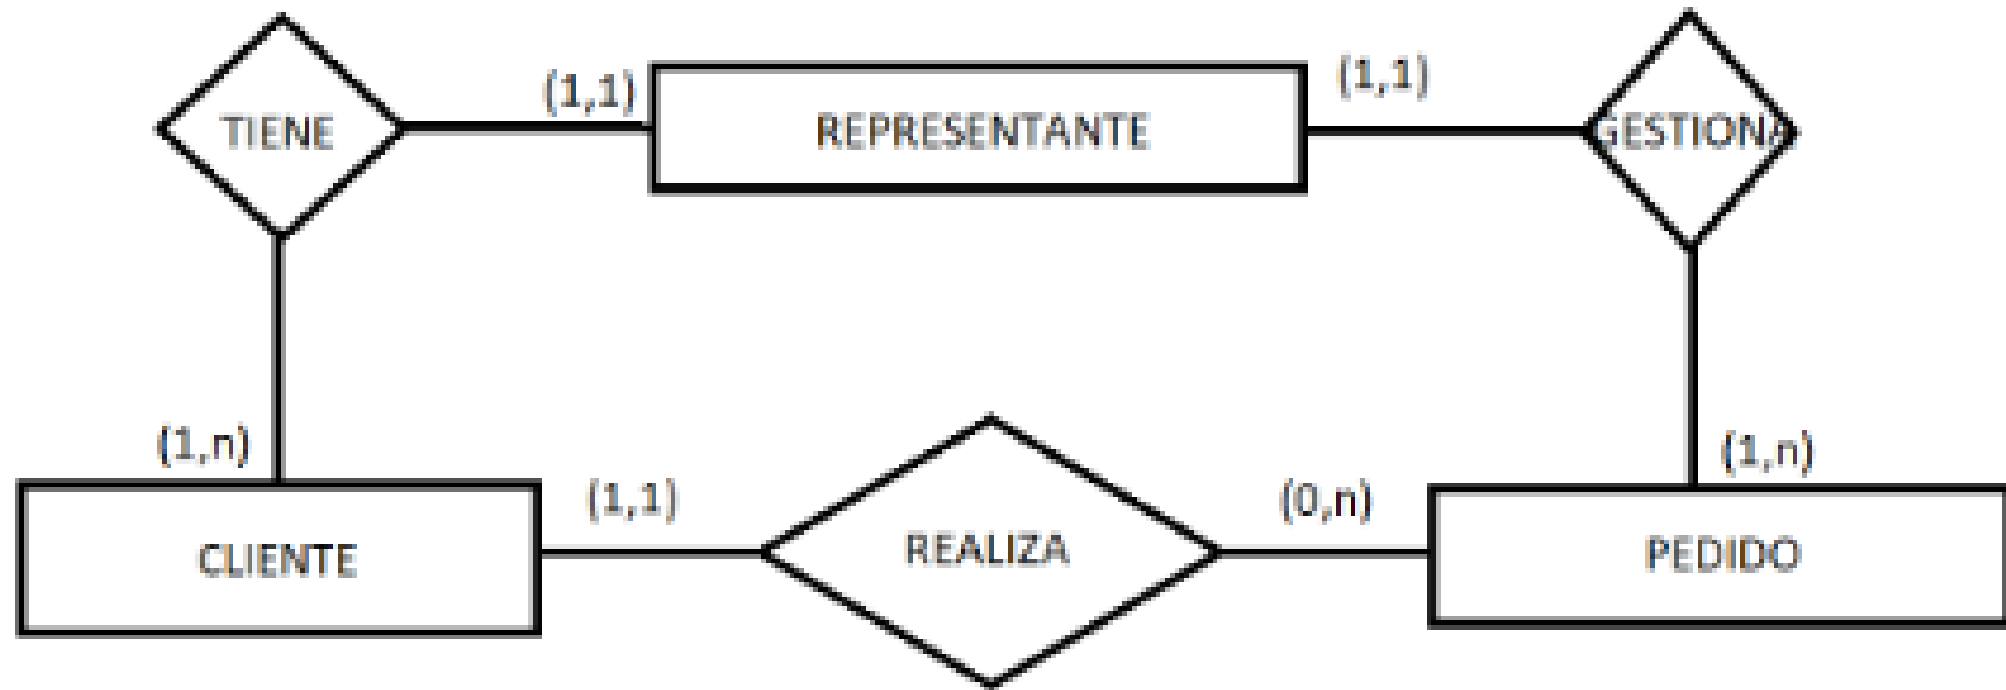 (1,1)
(1,1)
TIENE
REPRESENTANTE
GESTIONA
(1,n)
(1,n)
(1,1)
(0,n)
CLIENTE
REALIZA
PEDIDO